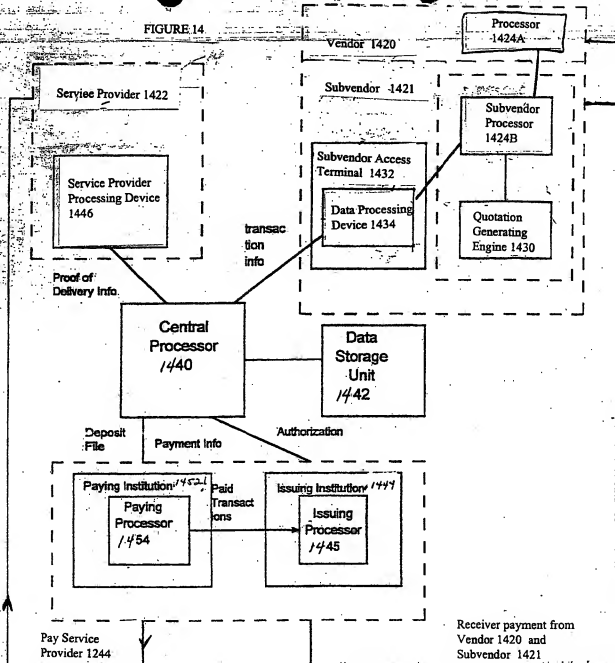 FIGURE 14
Processor
1424A
Vendor 1420
Service Provider 1422
Subvendor 1421
Subvendor
Processor
1424B
Subvendor Access
Terminal 1432
Service Provider
Processing Device
1446
Data Processing
Device 1434
Quotation
Generating
Engine 1430
transac
tion
info
Proof of
Delivery Info.
Central
Processor
1440
Data
Storage
Unit
1442
Deposit
File
Payment Info
Authorization
Paying Institution 1452
Paid
Transact
ions
Issuing Institution 1444
Paying
Processor
1454
Issuing
Processor
1445
Pay Service
Provider 1244
Receiver payment from
Vendor 1420 and
Subvendor 1421